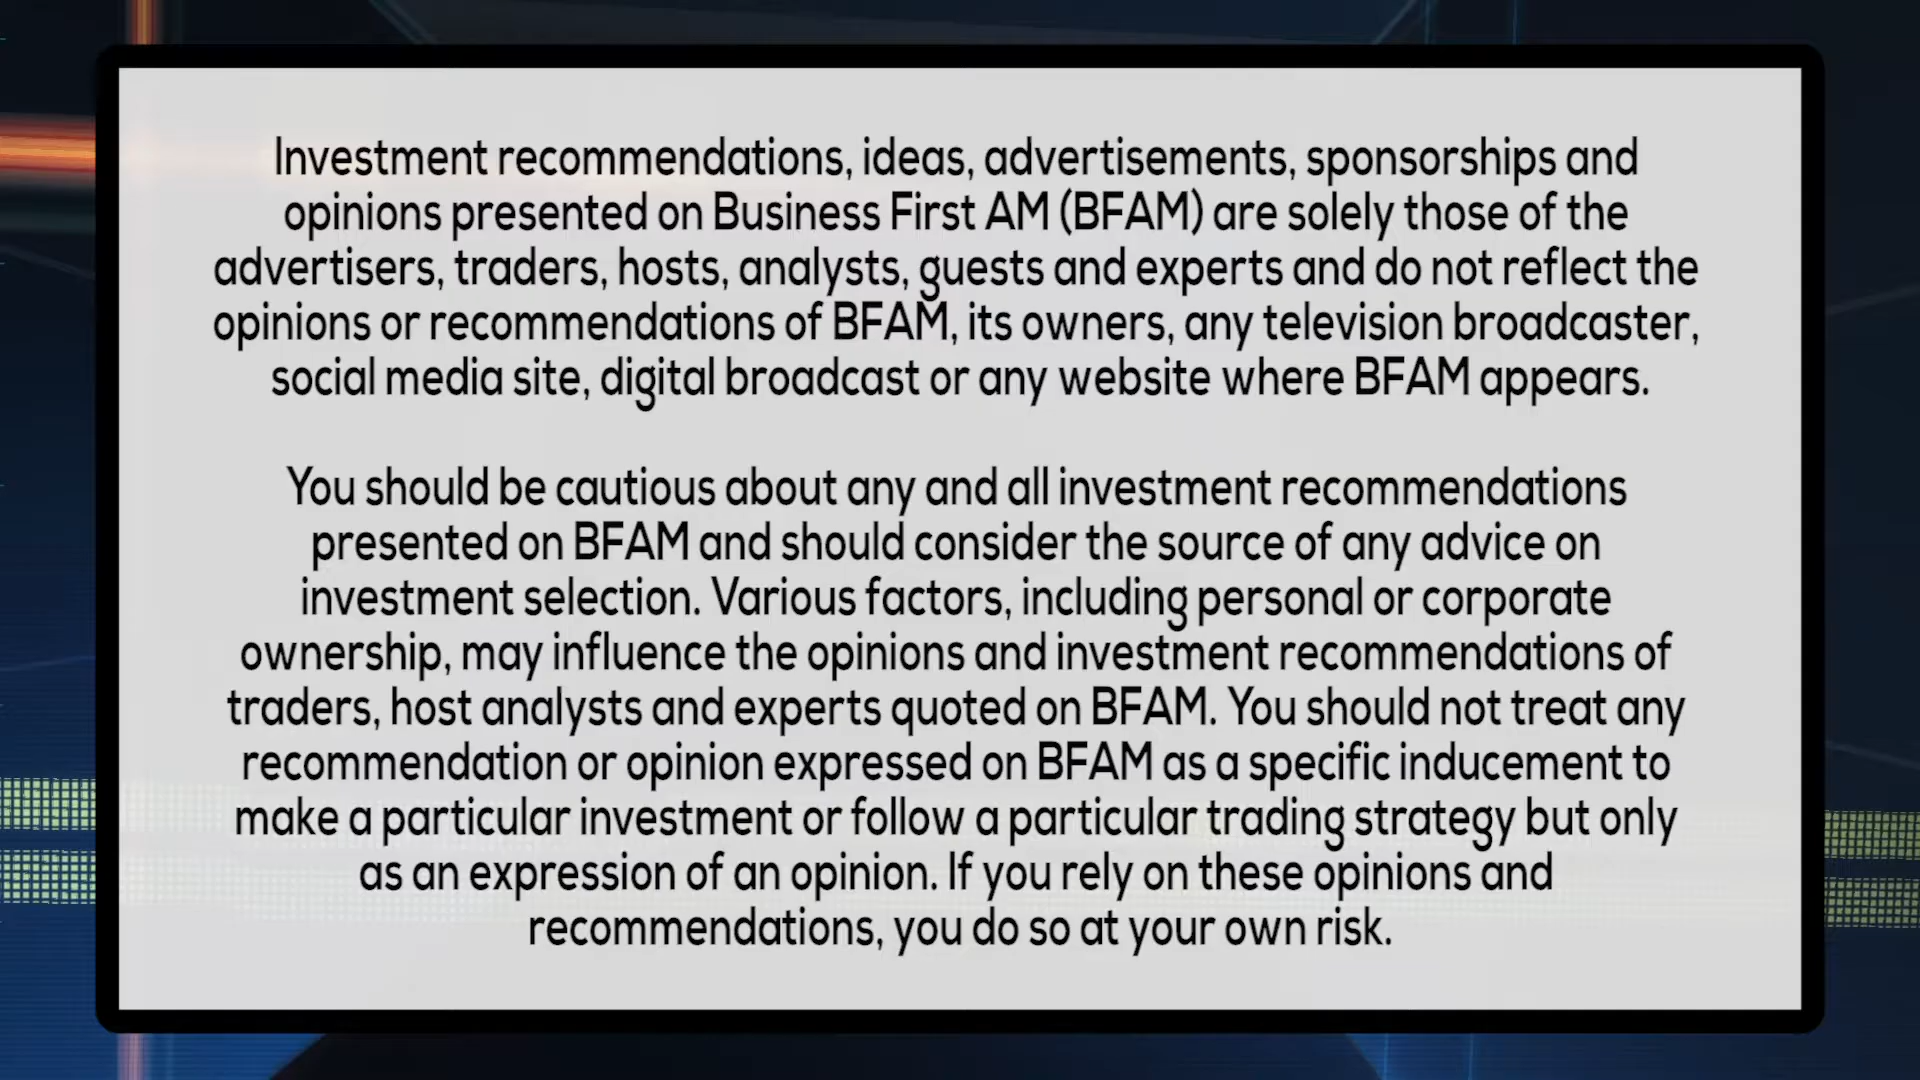 Investment recommendations, ideas, advertisements, sponsorships and
opinions presented on Business First AM (BFAM) are solely those of the
advertisers, traders, hosts, analysts, guests and experts and do not reflect the
opinions or recommendations of BFAM, its owners, any television broadcaster,
social media site, digital broadcast or any website where BFAM appears.
You should be cautious about any and all investment recommendations
presented on BFAM and should consider the source of any advice on
investment selection. Various factors, including personal or corporate
ownership, may influence the opinions and investment recommendations of
traders, host analysts and experts quoted on BFAM. You should not treat any
recommendation or opinion expressed on BFAM as a specific inducement to
make a particular investment or follow a particular trading strategy but only
as an expression of an opinion. If you rely on these opinions and
recommendations, you do so at your own risk.